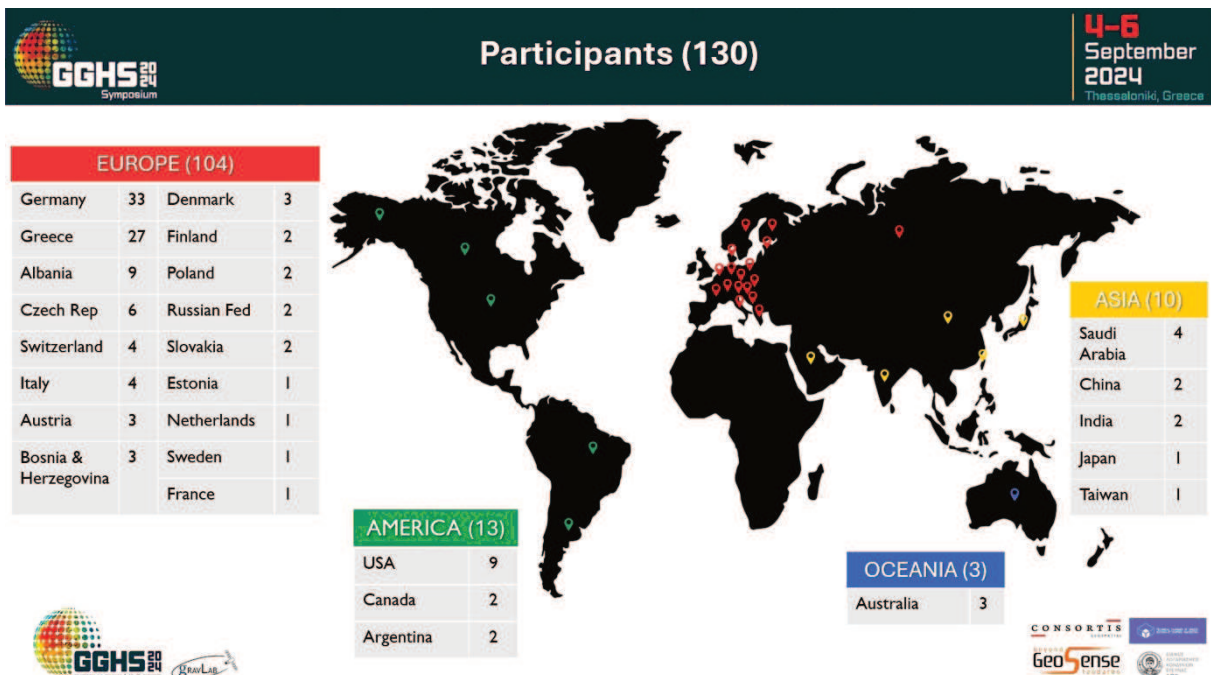 GGHS 20
24
Symposium
Participants (130)
4-6
September
2024
Thessaloniki, Greece
EUROPE (104)
Germany 33 Denmark 3
Greece 27 Finland 2
Albania 9 Poland 2
Czech Rep 6 Russian Fed 2
Switzerland 4 Slovakia 2
Italy 4 Estonia 1
Austria 3 Netherlands 1
Bosnia & 3 Sweden 1
Herzegovina
France 1
ASIA (10)
Saudi 4
Arabia
China 2
India 2
Japan 1
Taiwan 1
AMERICA (13)
USA 9
Canada 2
Argentina 2
OCEANIA (3)
Australia 3
GGHS 20
24
GRAVLAB
CONSORTIS
GeoSense